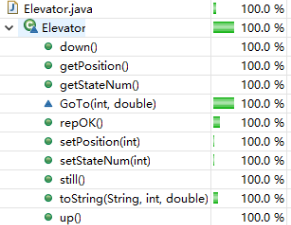 Elevator.java 100.0 %
Elevator 100.0 %
down() 100.0 %
getPosition() 100.0 %
getStateNum() 100.0 %
GoTo(int, double) 100.0 %
repOK() 100.0 %
setPosition(int) 100.0 %
setStateNum(int) 100.0 %
still() 100.0 %
toString(String, int, double) 100.0 %
up() 100.0 %